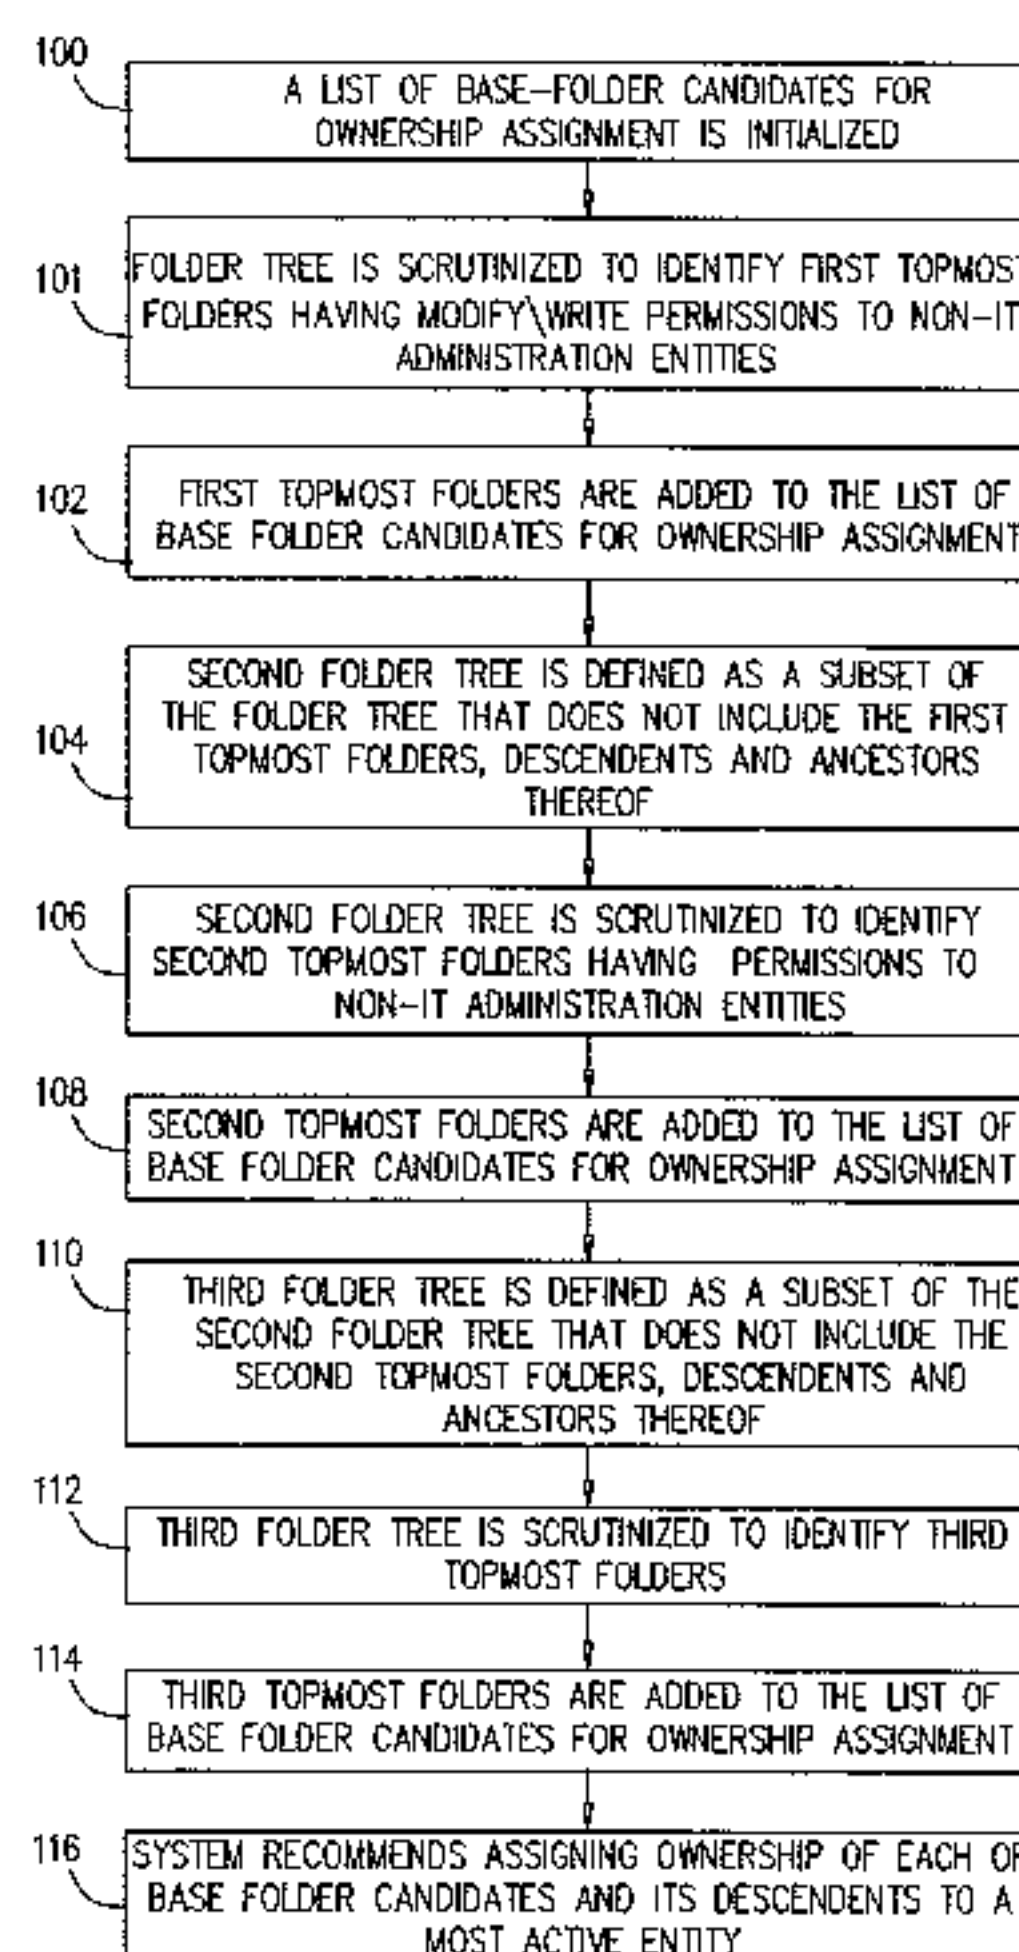 100
A LIST OF BASE-FOLDER CANDIDATES FOR
OWNERSHIP ASSIGNMENT IS INITIALIZED
101
FOLDER TREE IS SCRUTINIZED TO IDENTIFY FIRST TOPMOST
FOLDERS HAVING MODIFY\WRITE PERMISSIONS TO NON-IT
ADMINISTRATION ENTITIES
102
FIRST TOPMOST FOLDERS ARE ADDED TO THE LIST OF
BASE FOLDER CANDIDATES FOR OWNERSHIP ASSIGNMENT
104
SECOND FOLDER TREE IS DEFINED AS A SUBSET OF
THE FOLDER TREE THAT DOES NOT INCLUDE THE FIRST
TOPMOST FOLDERS, DESCENDENTS AND ANCESTORS
THEREOF
106
SECOND FOLDER TREE IS SCRUTINIZED TO IDENTIFY
SECOND TOPMOST FOLDERS HAVING PERMISSIONS TO
NON-IT ADMINISTRATION ENTITIES
108
SECOND TOPMOST FOLDERS ARE ADDED TO THE LIST OF
BASE FOLDER CANDIDATES FOR OWNERSHIP ASSIGNMENT
110
THIRD FOLDER TREE IS DEFINED AS A SUBSET OF THE
SECOND FOLDER TREE THAT DOES NOT INCLUDE THE
SECOND TOPMOST FOLDERS, DESCENDENTS AND
ANCESTORS THEREOF
112
THIRD FOLDER TREE IS SCRUTINIZED TO IDENTIFY THIRD
TOPMOST FOLDERS
114
THIRD TOPMOST FOLDERS ARE ADDED TO THE LIST OF
BASE FOLDER CANDIDATES FOR OWNERSHIP ASSIGNMENT
116
SYSTEM RECOMMENDS ASSIGNING OWNERSHIP OF EACH OF
BASE FOLDER CANDIDATES AND ITS DESCENDENTS TO A
MOST ACTIVE ENTITY